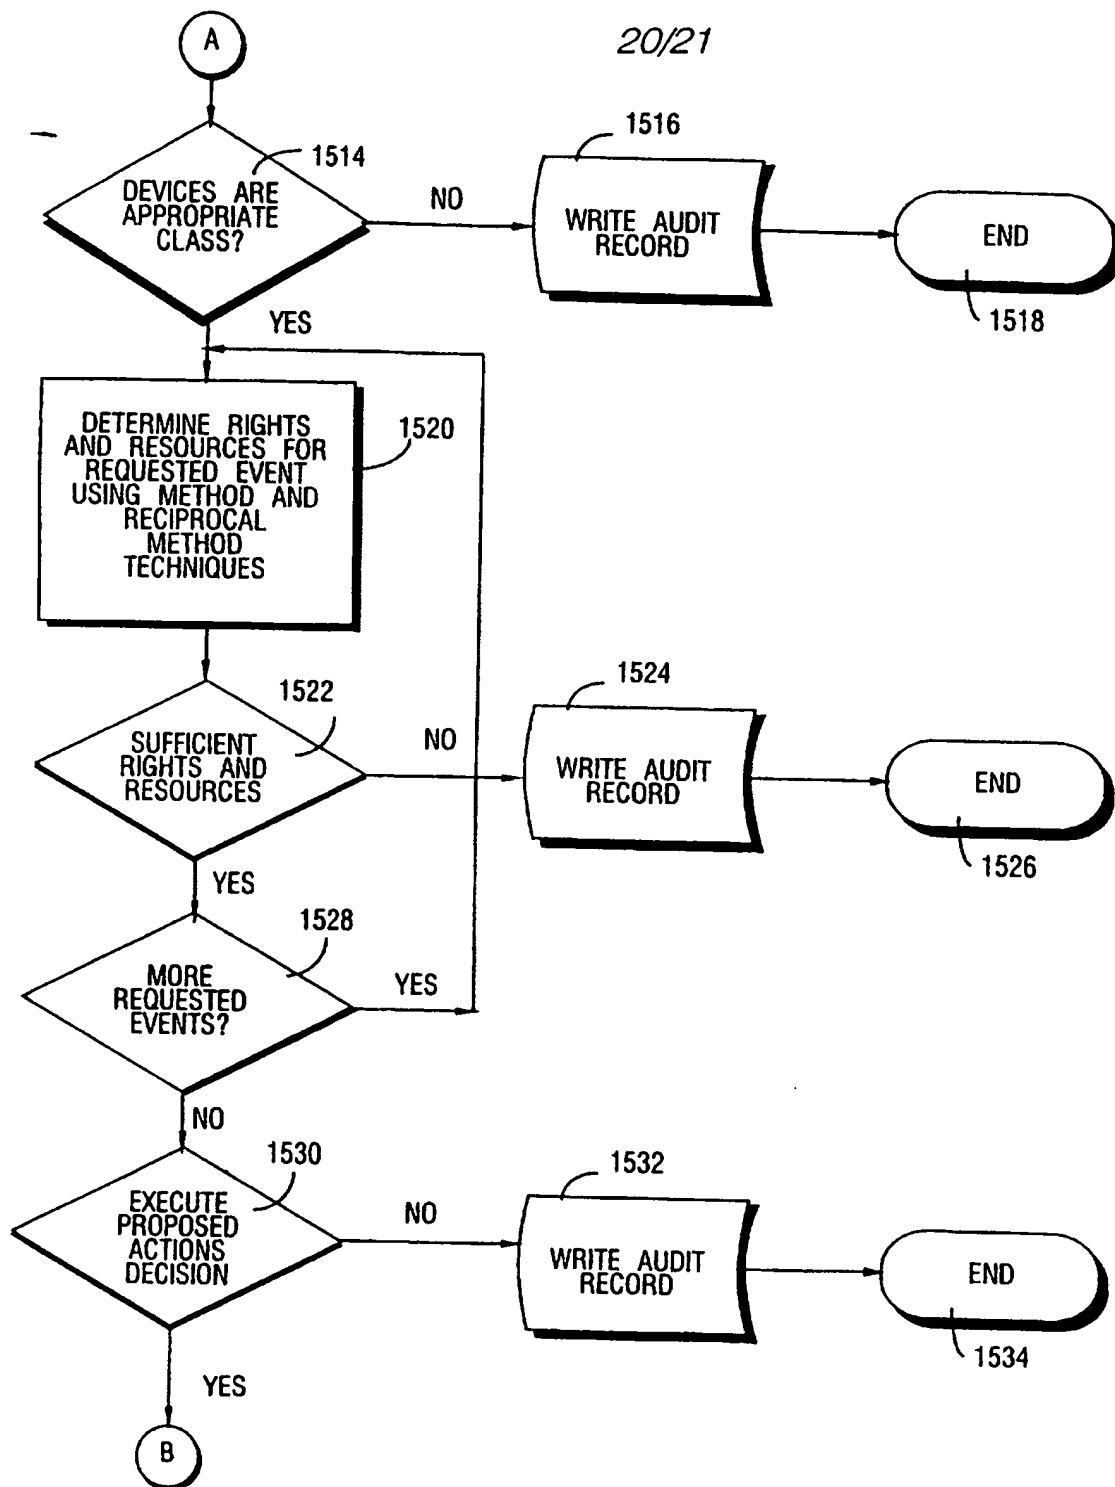 A
20/21
1516
1514
DEVICES ARE
APPROPRIATE
CLASS?
NO
WRITE AUDIT
RECORD
END
1518
YES
DETERMINE RIGHTS
AND RESOURCES FOR
REQUESTED EVENT
USING METHOD AND
RECIPROCAL
METHOD
TECHNIQUES
1520
1522
SUFFICIENT
RIGHTS AND
RESOURCES
NO
1524
WRITE AUDIT
RECORD
END
1526
YES
1528
MORE
REQUESTED
EVENTS?
YES
NO
1530
EXECUTE
PROPOSED
ACTIONS
DECISION
NO
1532
WRITE AUDIT
RECORD
END
1534
YES
B